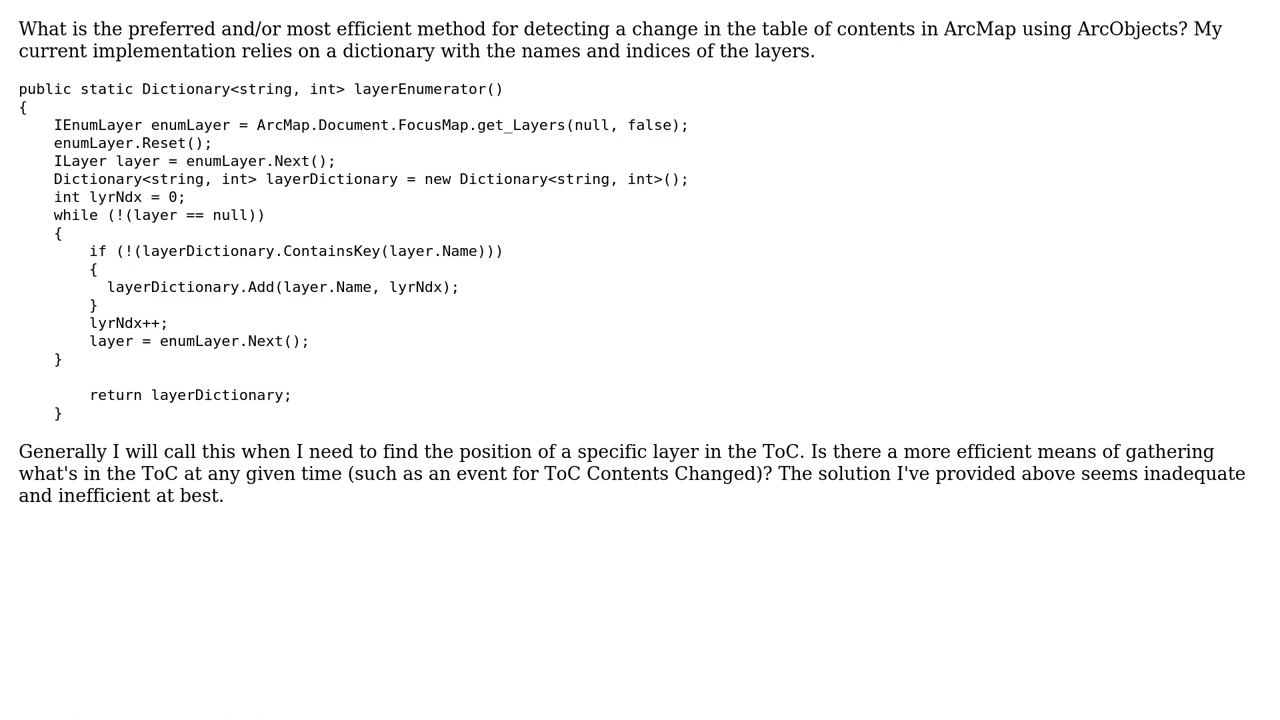 What is the preferred and/or most efficient method for detecting a change in the table of contents in ArcMap using ArcObjects? My
current implementation relies on a dictionary with the names and indices of the layers.
public static Dictionary<string, int> layerEnumerator()
{
    IEnumLayer enumLayer = ArcMap.Document.FocusMap.get_Layers(null, false);
    enumLayer.Reset();
    ILayer layer = enumLayer.Next();
    Dictionary<string, int> layerDictionary = new Dictionary<string, int>();
    int lyrNdx = 0;
    while (!(layer == null))
    {
        if (!(layerDictionary.ContainsKey(layer.Name)))
        {
          layerDictionary.Add(layer.Name, lyrNdx);
        }
        lyrNdx++;
        layer = enumLayer.Next();
    }
        return layerDictionary;
    }
Generally I will call this when I need to find the position of a specific layer in the ToC. Is there a more efficient means of gathering
what's in the ToC at any given time (such as an event for ToC Contents Changed)? The solution I've provided above seems inadequate
and inefficient at best.